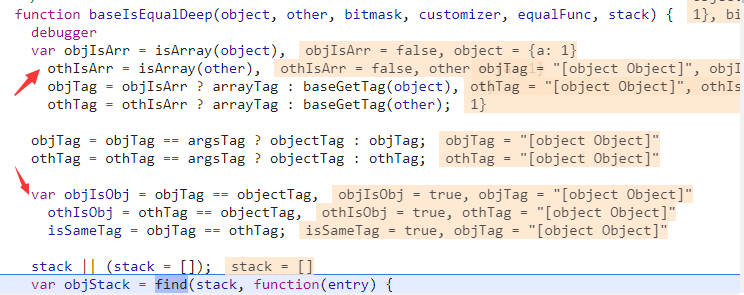 function baseIsEqualDeep(object, other, bitmask, customizer, equalFunc, stack) { 1}, bi
debugger
var objIsArr = isArray(object), objIsArr = false, object = {a: 1}
othIsArr = isArray(other), othIsArr = false, other objTag = "[object Object]", objI
objTag = objIsArr ? arrayTag : baseGetTag(object), othTag = "[object Object]", othIs
othTag = othIsArr ? arrayTag : baseGetTag(other); 1}
objTag = objTag == argsTag ? objectTag : objTag; objTag = "[object Object]"
othTag = othTag == argsTag ? objectTag : othTag; othTag = "[object Object]"
var objIsObj = objTag == objectTag, objIsObj = true, objTag = "[object Object]"
othIsObj = othTag == objectTag, othIsObj = true, othTag = "[object Object]"
isSameTag = objTag == othTag; isSameTag = true, objTag = "[object Object]"
stack || (stack = []); stack = []
var objStack = find(stack, function(entry) {